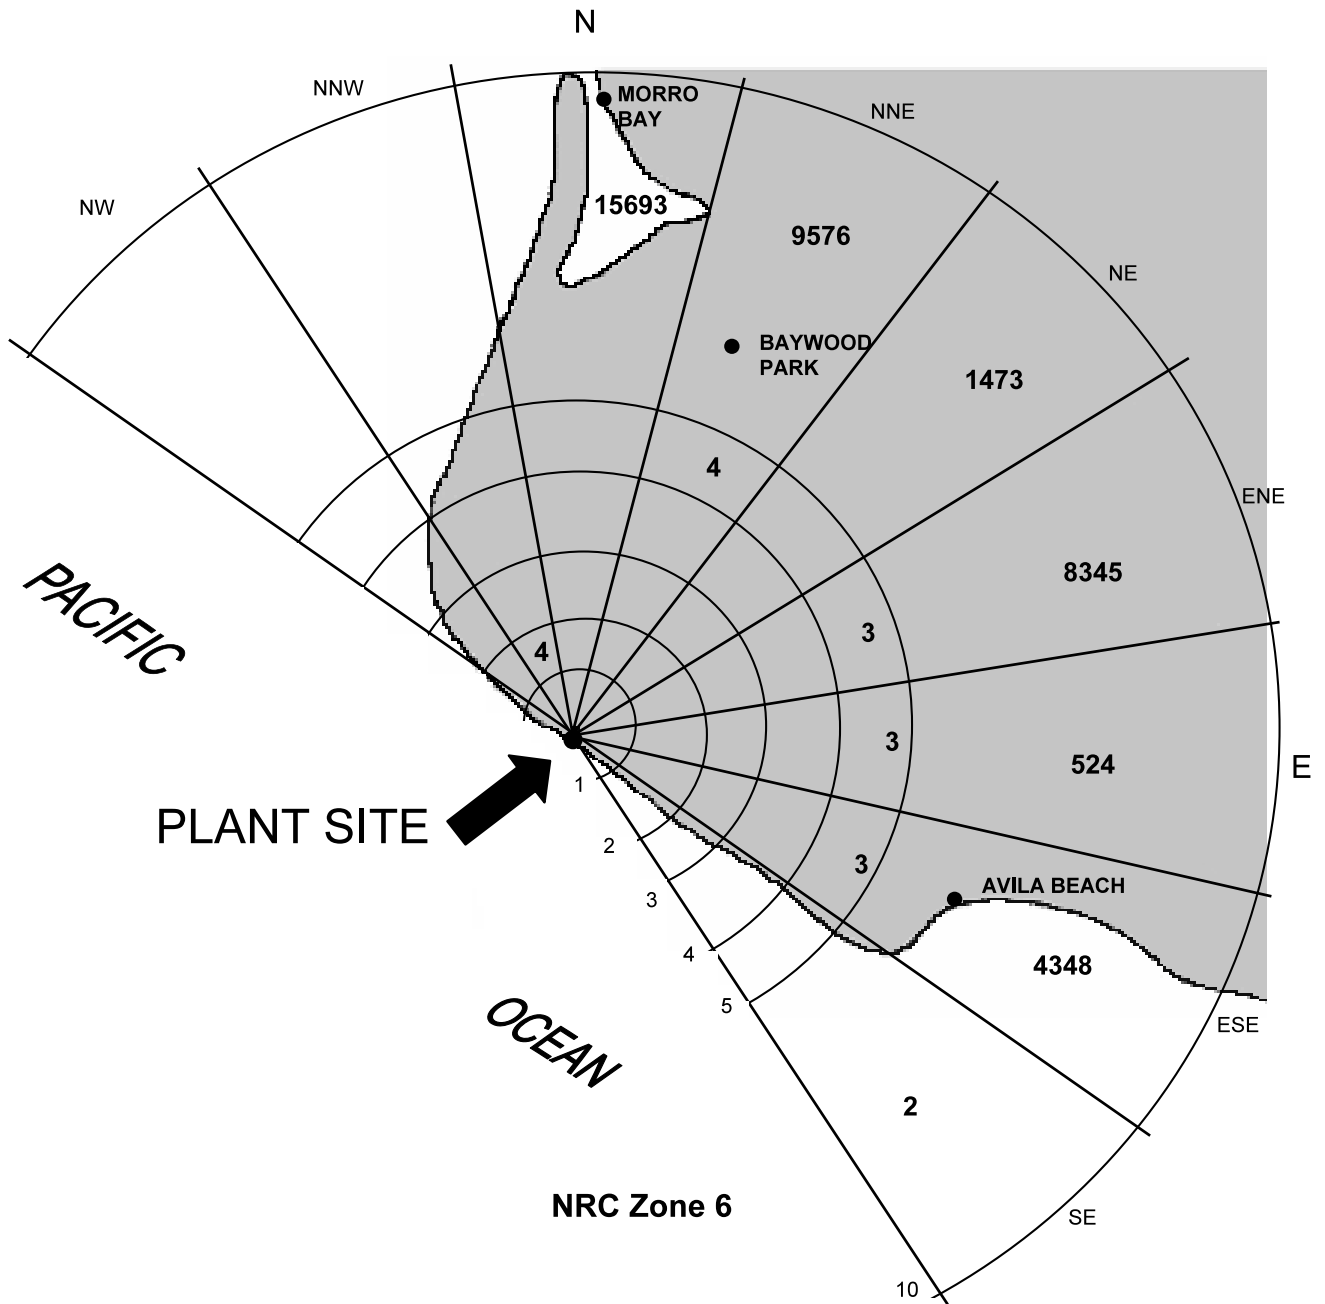 N
NNW
MORRO
BAY
NNE
NW
15693
9576
NE
BAYWOOD
PARK
1473
4
ENE
PACIFIC
8345
3
4
3
524
E
1
PLANT SITE
2
3
AVILA BEACH
3
4
4348
5
OCEAN
ESE
2
NRC Zone 6
SE
10